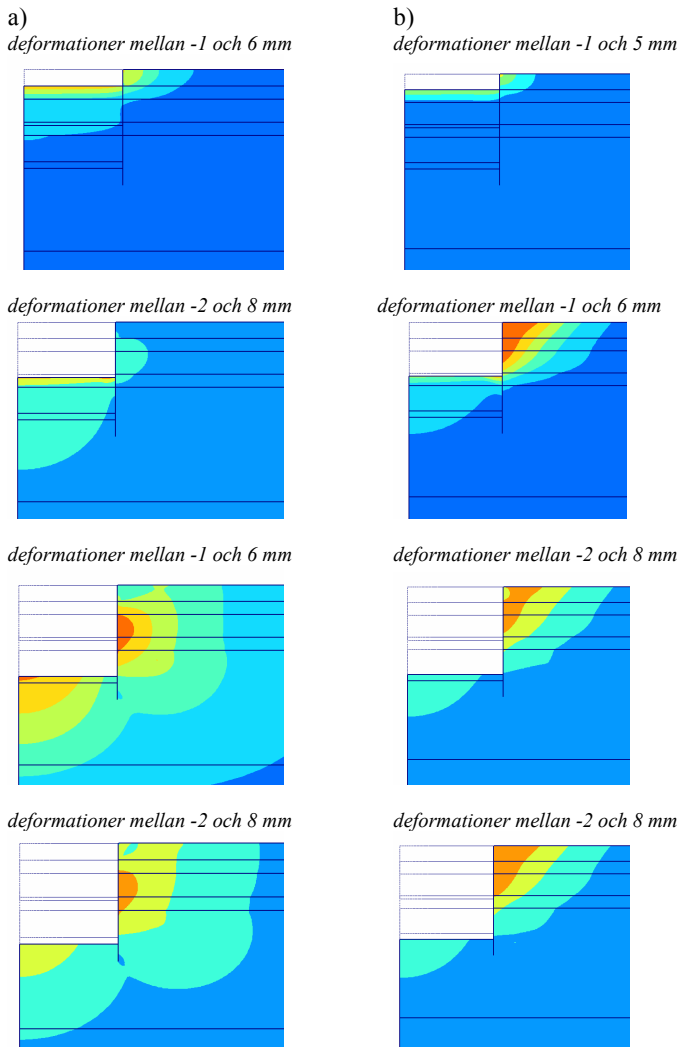 a)
b)
deformationer mellan -1 och 6 mm
deformationer mellan -1 och 5 mm
deformationer mellan -2 och 8 mm
deformationer mellan -1 och 6 mm
deformationer mellan -1 och 6 mm
deformationer mellan -2 och 8 mm
deformationer mellan -2 och 8 mm
deformationer mellan -2 och 8 mm